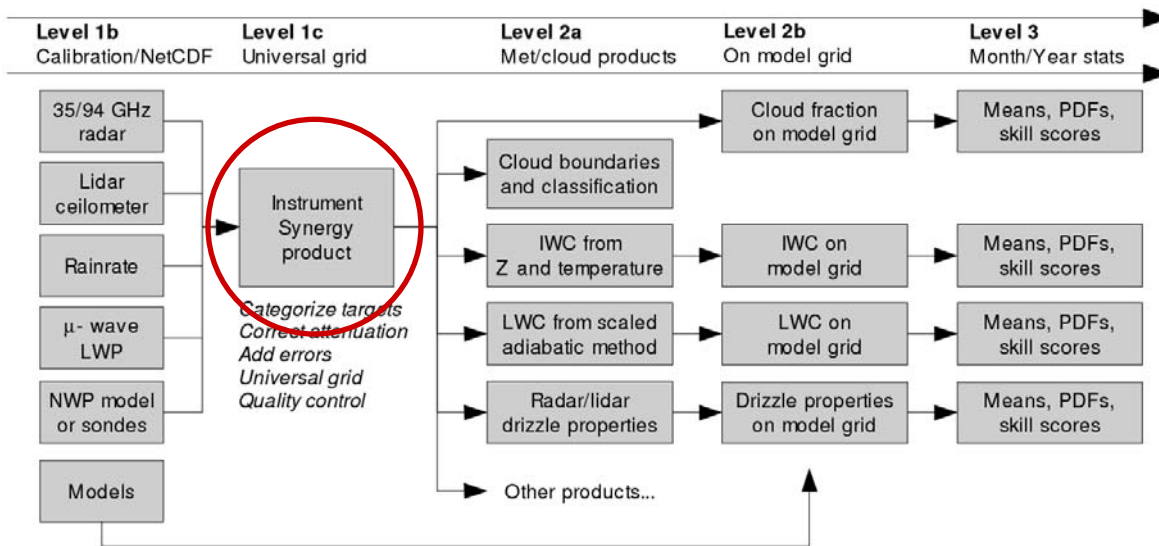 Level 1b
Calibration/NetCDF
Level 1c
Universal grid
Level 2a
Met/cloud products
Level 2b
On model grid
Level 3
Month/Year stats
35/94 GHz
radar
Lidar
ceilometer
Rainrate
μ- wave
LWP
NWP model
or sondes
Models
Instrument
Synergy
product
Categorize targets
Correct attenuation
Add errors
Universal grid
Quality control
Cloud boundaries
and classification
IWC from
Z and temperature
LWC from scaled
adiabatic method
Radar/lidar
drizzle properties
Other products...
Cloud fraction
on model grid
IWC on
model grid
LWC on
model grid
Drizzle properties
on model grid
Means, PDFs,
skill scores
Means, PDFs,
skill scores
Means, PDFs,
skill scores
Means, PDFs,
skill scores